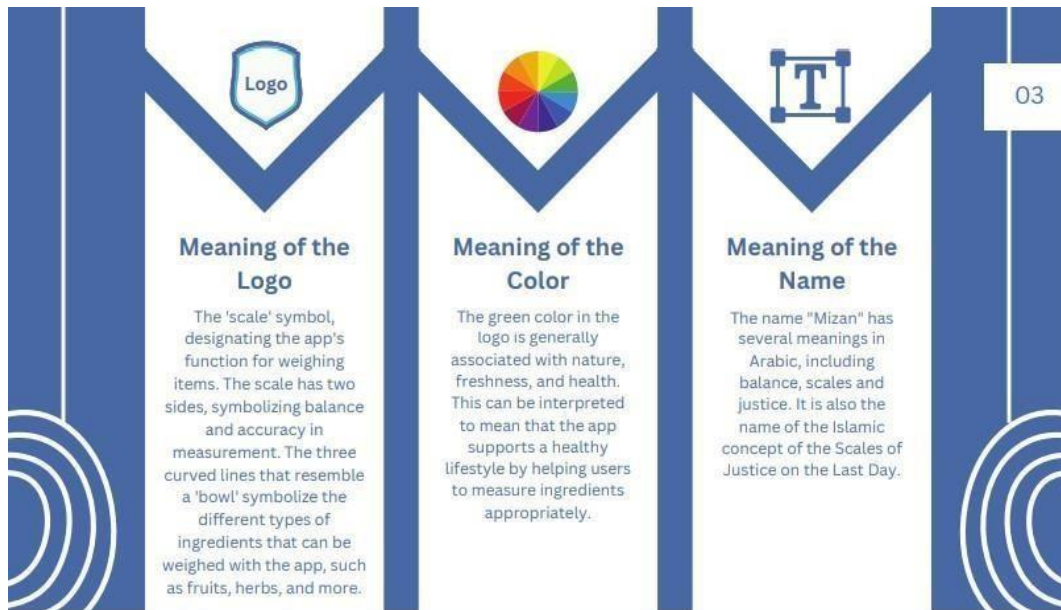 Logo
T
03
Meaning of the
Logo
The 'scale' symbol,
designating the app's
function for weighing
items. The scale has two
sides, symbolizing balance
and accuracy in
measurement. The three
curved lines that resemble
a 'bowl' symbolize the
different types of
ingredients that can be
weighed with the app, such
as fruits, herbs, and more.
Meaning of the
Color
The green color in the
logo is generally
associated with nature,
freshness, and health.
This can be interpreted
to mean that the app
supports a healthy
lifestyle by helping users
to measure ingredients
appropriately.
Meaning of the
Name
The name "Mizan" has
several meanings in
Arabic, including
balance, scales and
justice. It is also the
name of the Islamic
concept of the Scales of
Justice on the Last Day.